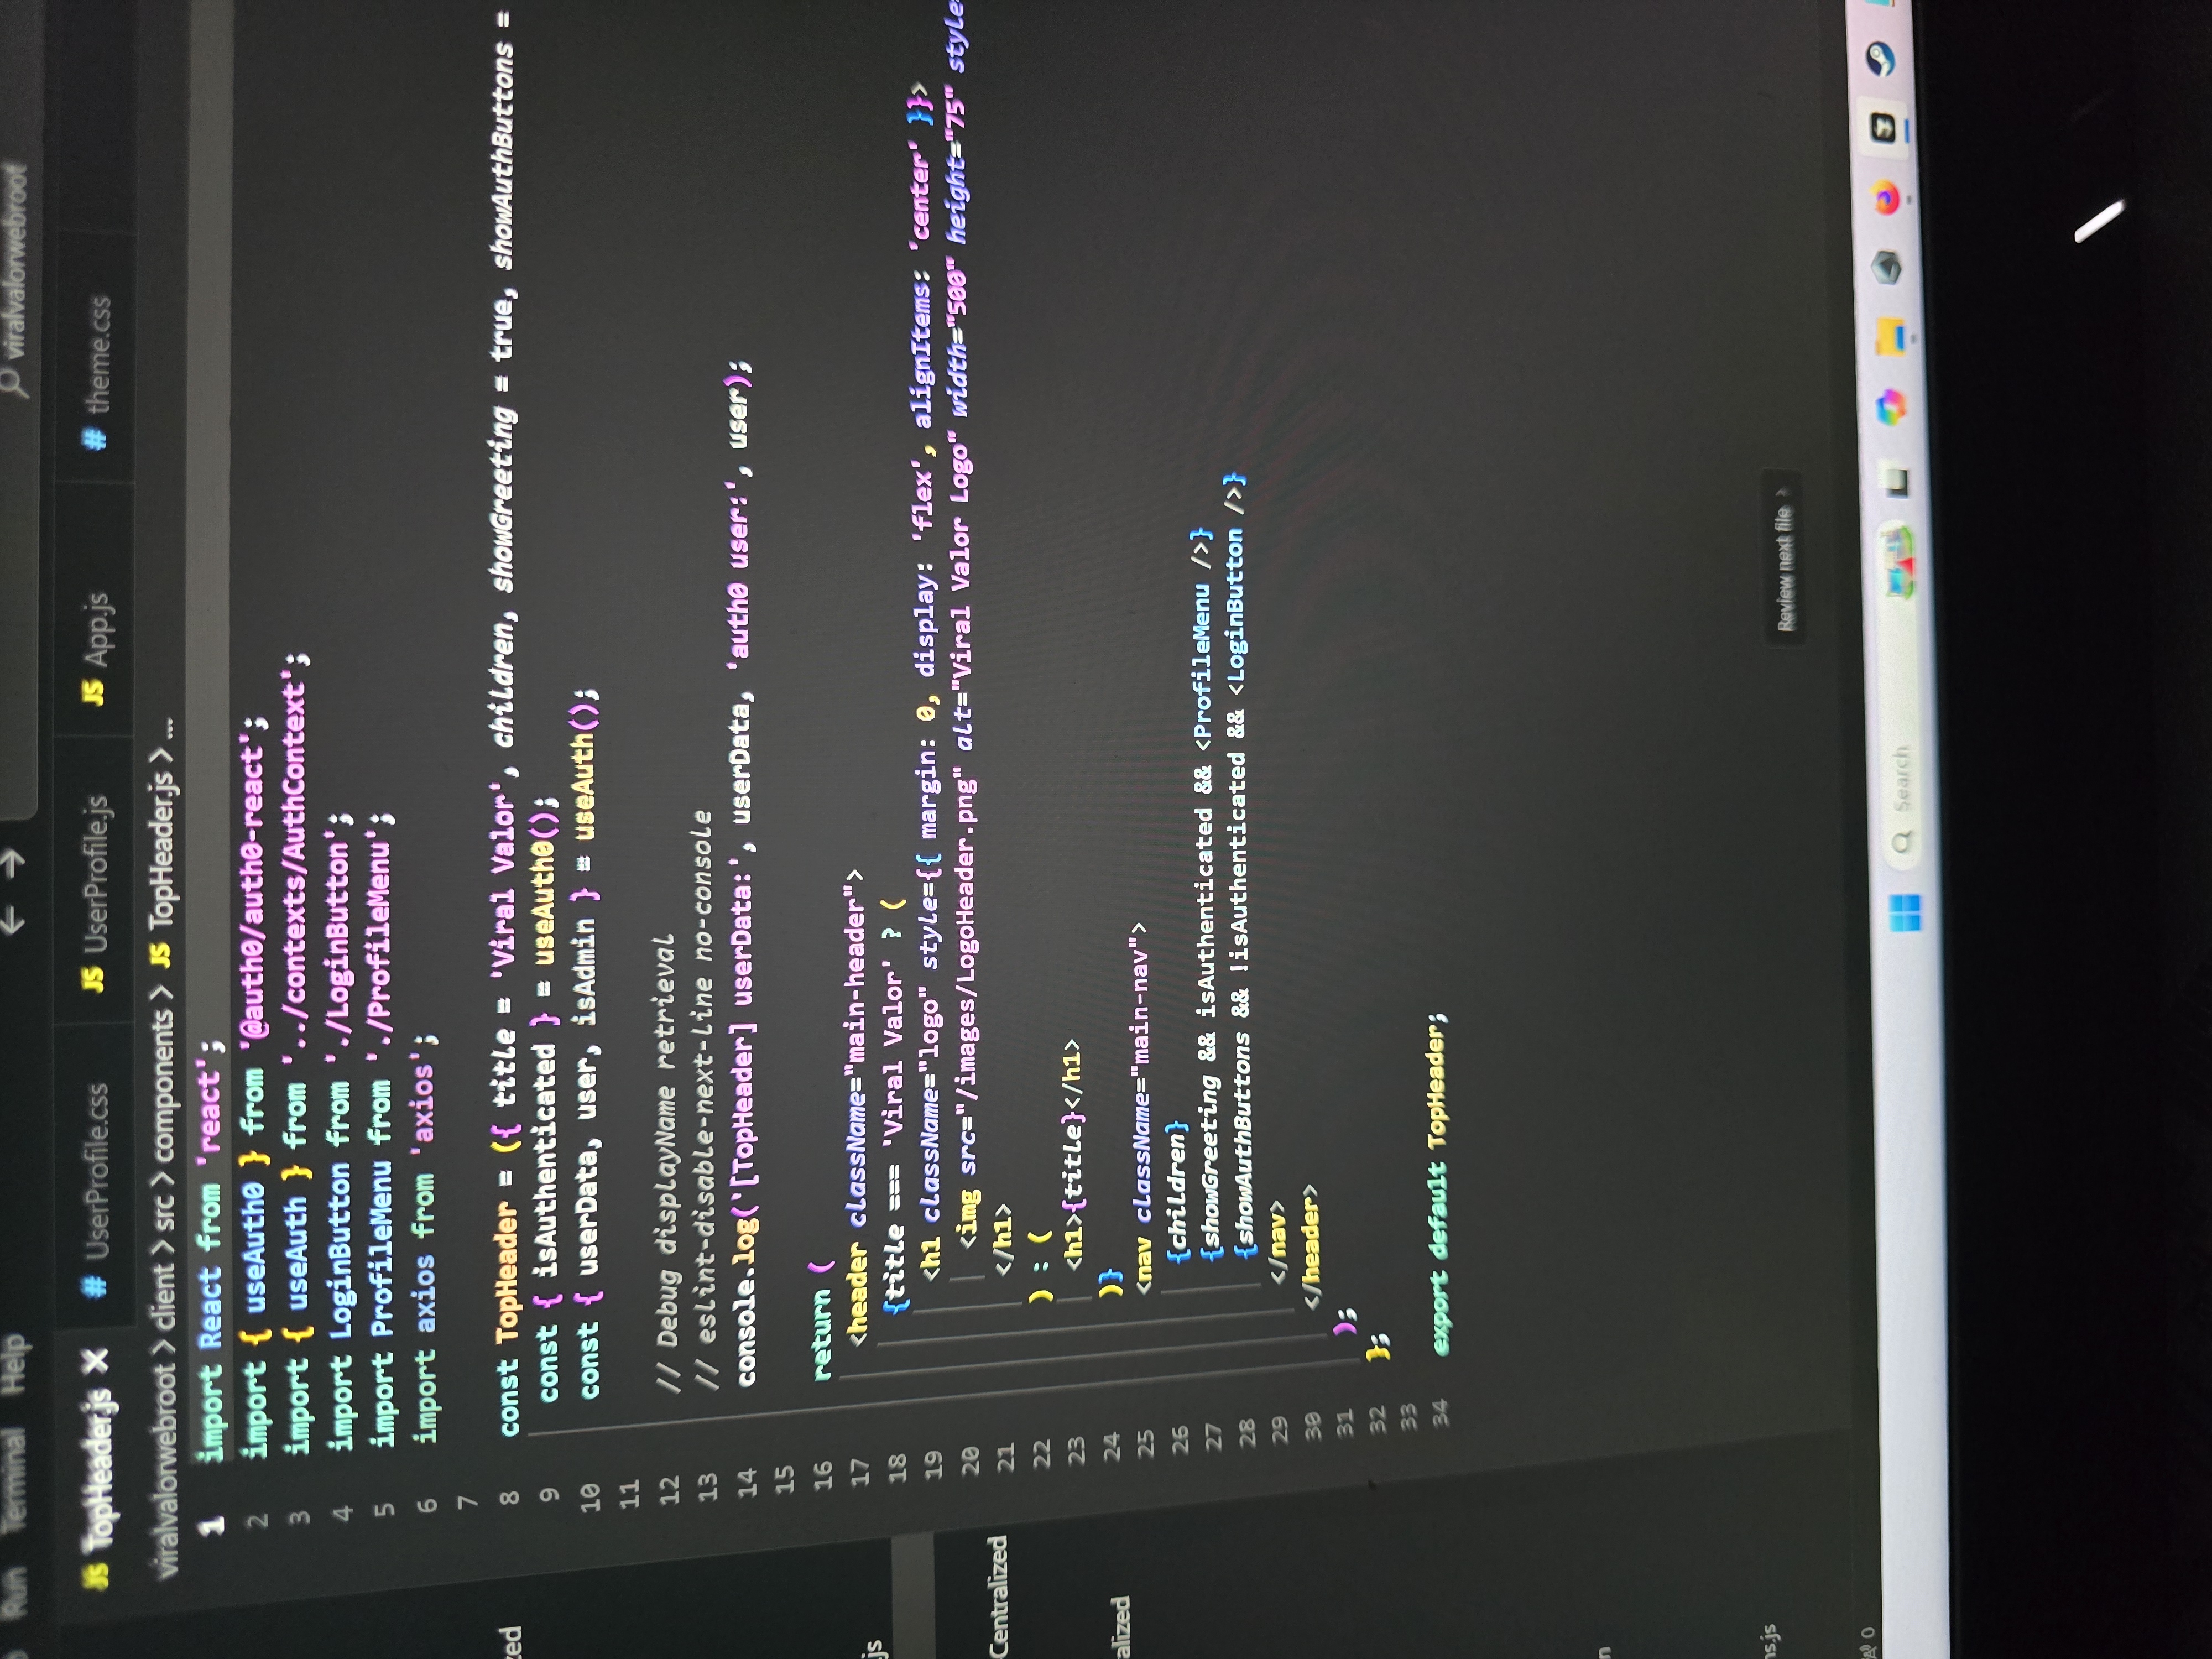 Run Terminal Help
viralvalorwebroot
JS TopHeader.js
# UserProfile.css
JS UserProfile.js
JS App.js
# theme.css
viralvalorwebroot > client > src > components > JS TopHeader.js > ...
1 import React from 'react';
2 import { useAuth0 } from '@auth0/auth0-react';
3 import { useAuth } from '../contexts/AuthContext';
4 import LoginButton from './LoginButton';
5 import ProfileMenu from './ProfileMenu';
6 import axios from 'axios';
7
8 const TopHeader = ({ title = 'Viral Valor', children, showGreeting = true, showAuthButtons =
9 const { isAuthenticated } = useAuth0();
10 const { userData, user, isAdmin } = useAuth();
11
12 // Debug displayName retrieval
13 // eslint-disable-next-line no-console
14 console.log('[TopHeader] userData:', userData, 'auth0 user:', user);
15
16 return (
17 <header className="main-header">
18 {title === 'Viral Valor' ? (
19 <h1 className="logo" style={{ margin: 0, display: 'flex', alignItems: 'center' }}>
20 <img src="/images/LogoHeader.png" alt="Viral Valor Logo" width="500" height="75" style
21 </h1>
22 ) : (
23 <h1>{title}</h1>
24 )}
25 <nav className="main-nav">
26 {children}
27 {showGreeting && isAuthenticated && <ProfileMenu />}
28 {showAuthButtons && !isAuthenticated && <LoginButton />}
29 </nav>
30 </header>
31 );
32 };
33
34 export default TopHeader;
zed
js
Centralized
alized
n
ns.js
Review next file >
0
Search